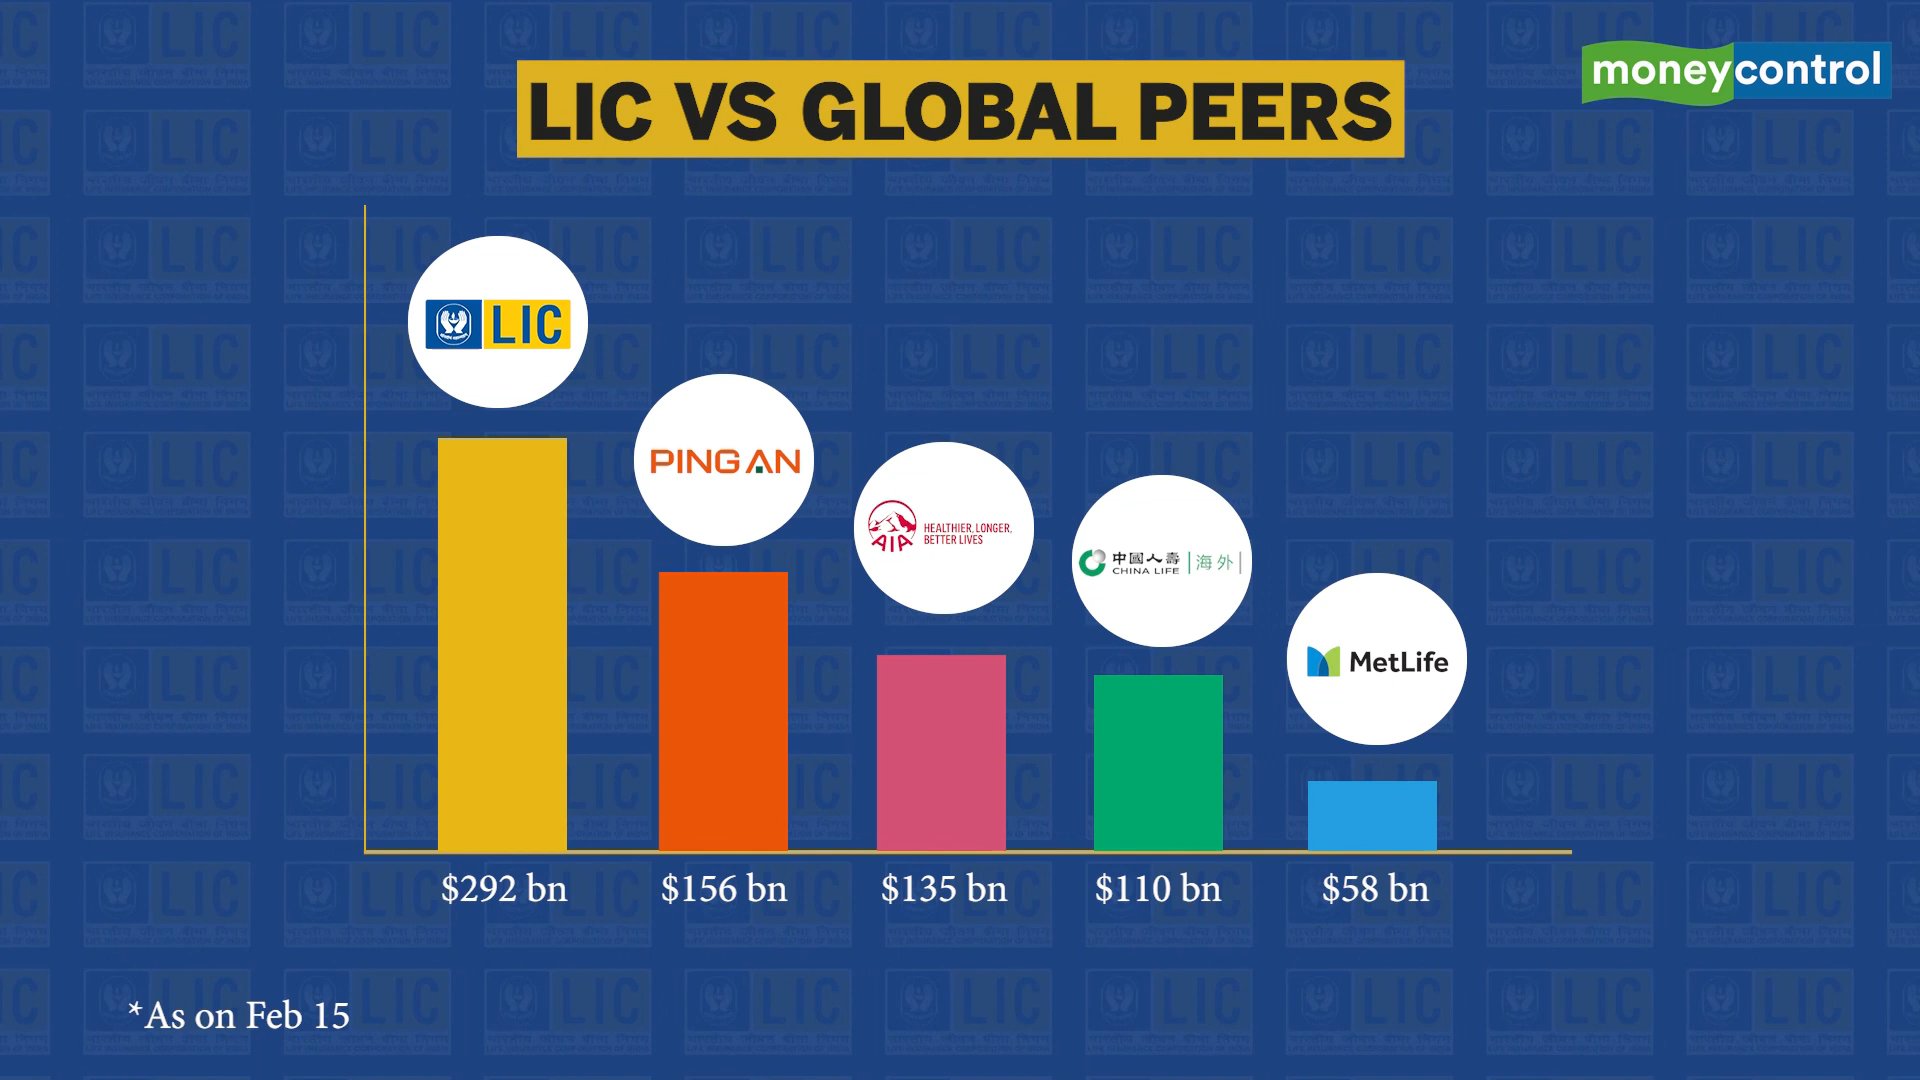 moneycontrol
LIC VS GLOBAL PEERS
LIC
PING AN
AIA
HEALTHIER, LONGER,
BETTER LIVES
中國人壽 | 海外 |
CHINA LIFE
MetLife
$292 bn
$156 bn
$135 bn
$110 bn
$58 bn
*As on Feb 15